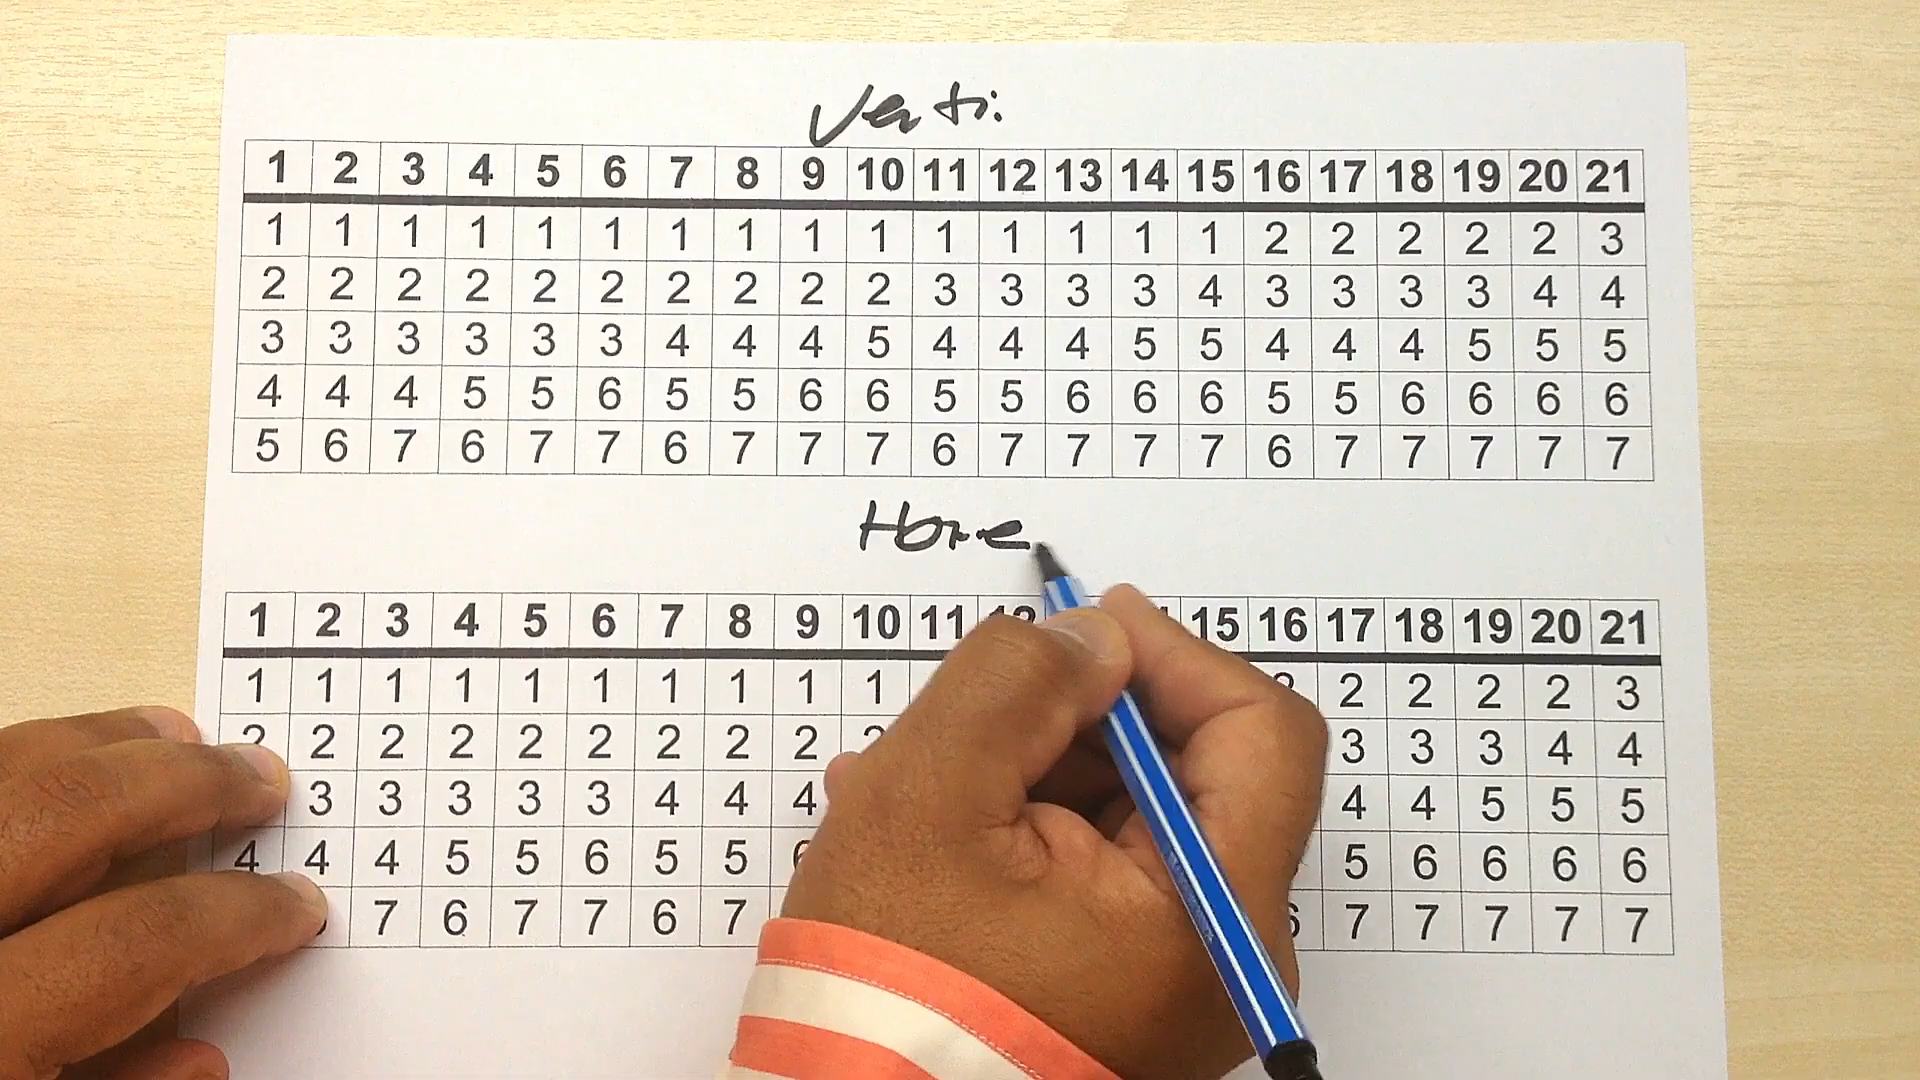 Verti:
1 2 3 4 5 6 7 8 9 10 11 12 13 14 15 16 17 18 19 20 21
1 1 1 1 1 1 1 1 1 1 1 1 1 1 1 2 2 2 2 2 3
2 2 2 2 2 2 2 2 2 2 3 3 3 3 4 3 3 3 3 4 4
3 3 3 3 3 3 4 4 4 5 4 4 4 5 5 4 4 4 5 5 5
4 4 4 5 5 6 5 5 6 6 5 5 6 6 6 5 5 6 6 6 6
5 6 7 6 7 7 6 7 7 7 6 7 7 7 7 6 7 7 7 7 7
1 2 3 4 5 6 7 8 9 10 11 12 15 16 17 18 19 20 21
1 1 1 1 1 1 1 1 1 1 2 2 2 2 2 3
2 2 2 2 2 2 2 2 2 2 3 3 3 4 4
3 3 3 3 3 4 4 4 4 4 5 5 5
4 4 4 5 5 6 5 5 6 5 6 6 6 6
7 6 7 7 6 7 6 7 7 7 7 7